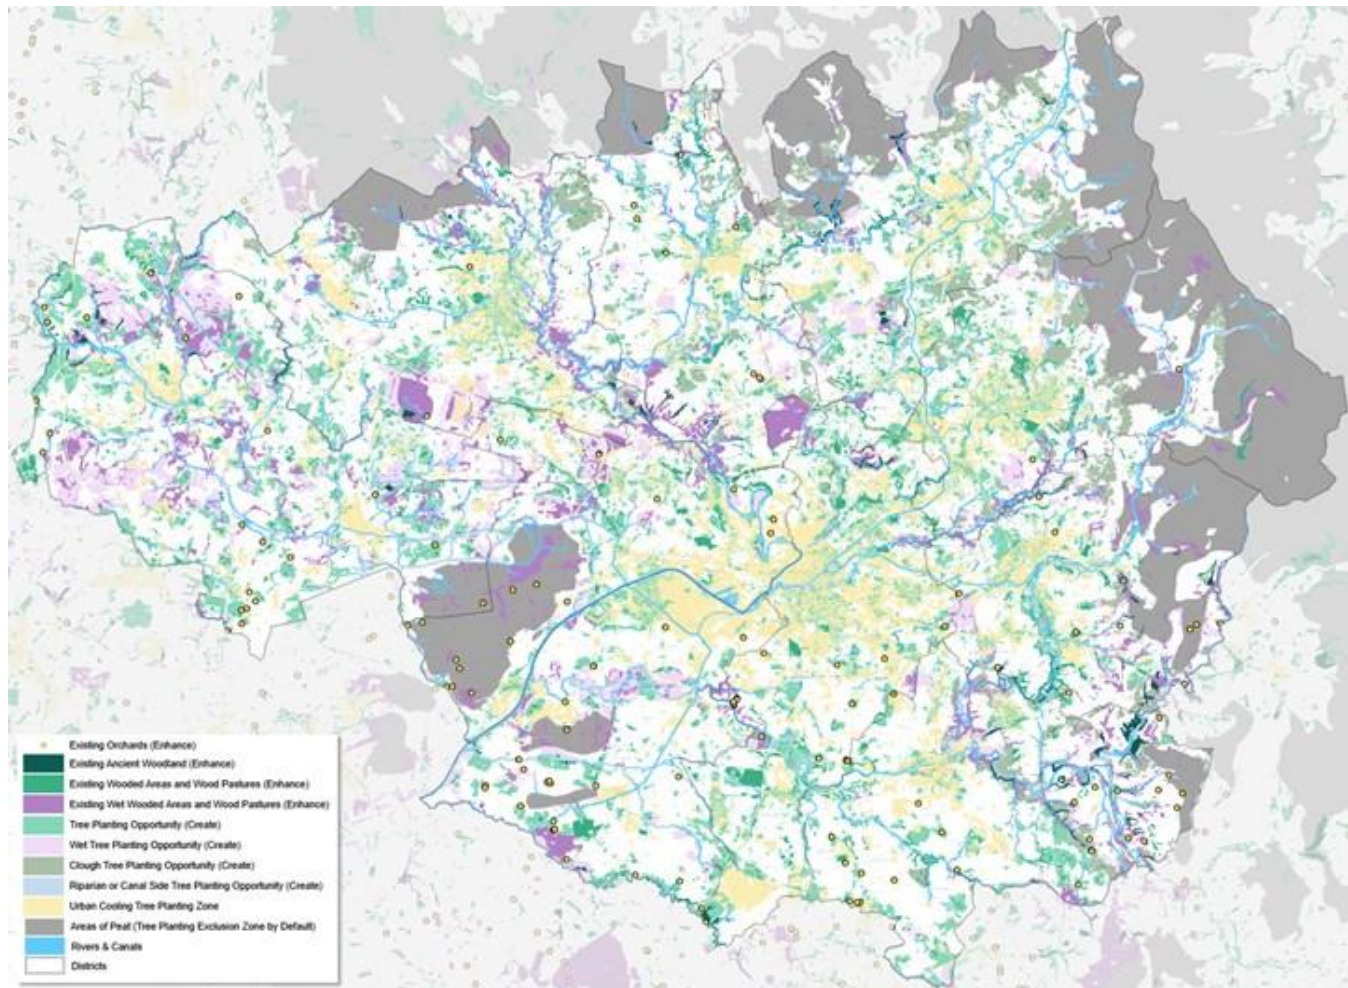 Existing Orchards (Enhance)
Existing Ancient Woodland (Enhance)
Existing Wooded Areas and Wood Pastures (Enhance)
Existing Wet Wooded Areas and Wood Pastures (Enhance)
Tree Planting Opportunity (Create)
Wet Tree Planting Opportunity (Create)
Clough Tree Planting Opportunity (Create)
Riparian or Canal Side Tree Planting Opportunity (Create)
Urban Cooling Tree Planting Zone
Areas of Peat (Tree Planting Exclusion Zone by Default)
Rivers & Canals
Districts